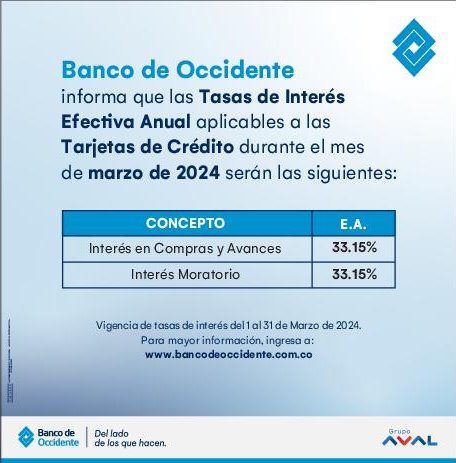 Banco de Occidente
informa que las Tasas de Interés
Efectiva Anual aplicables a las
Tarjetas de Crédito durante el mes
de marzo de 2024 serán las siguientes:
CONCEPTO E.A.
Interés en Compras y Avances 33.15%
Interés Moratorio 33.15%
Vigencia de tasas de interés del 1 al 31 de Marzo de 2024.
Para mayor información, ingresa a:
www.bancodeoccidente.com.co
Banco de
Occidente
Del lado
de los que hacen.
Grupo
AVAL